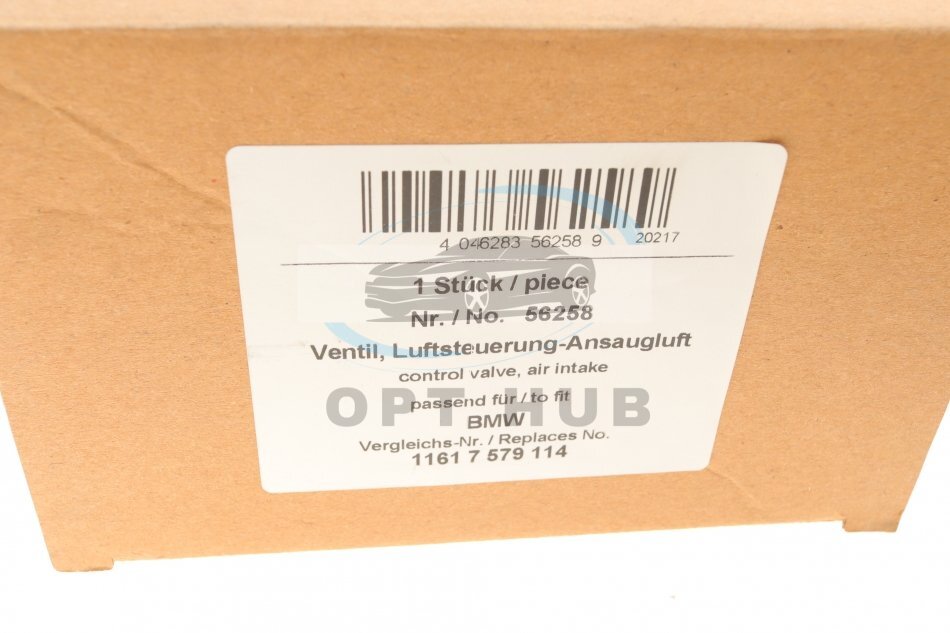 4 046283 56258 9 20217
1 Stück / piece
Nr. / No. 56258
Ventil, Luftsteuerung-Ansaugluft
control valve, air intake
passend für / to fit
OPT HUB
BMW
Vergleichs-Nr. / Replaces No.
1161 7 579 114